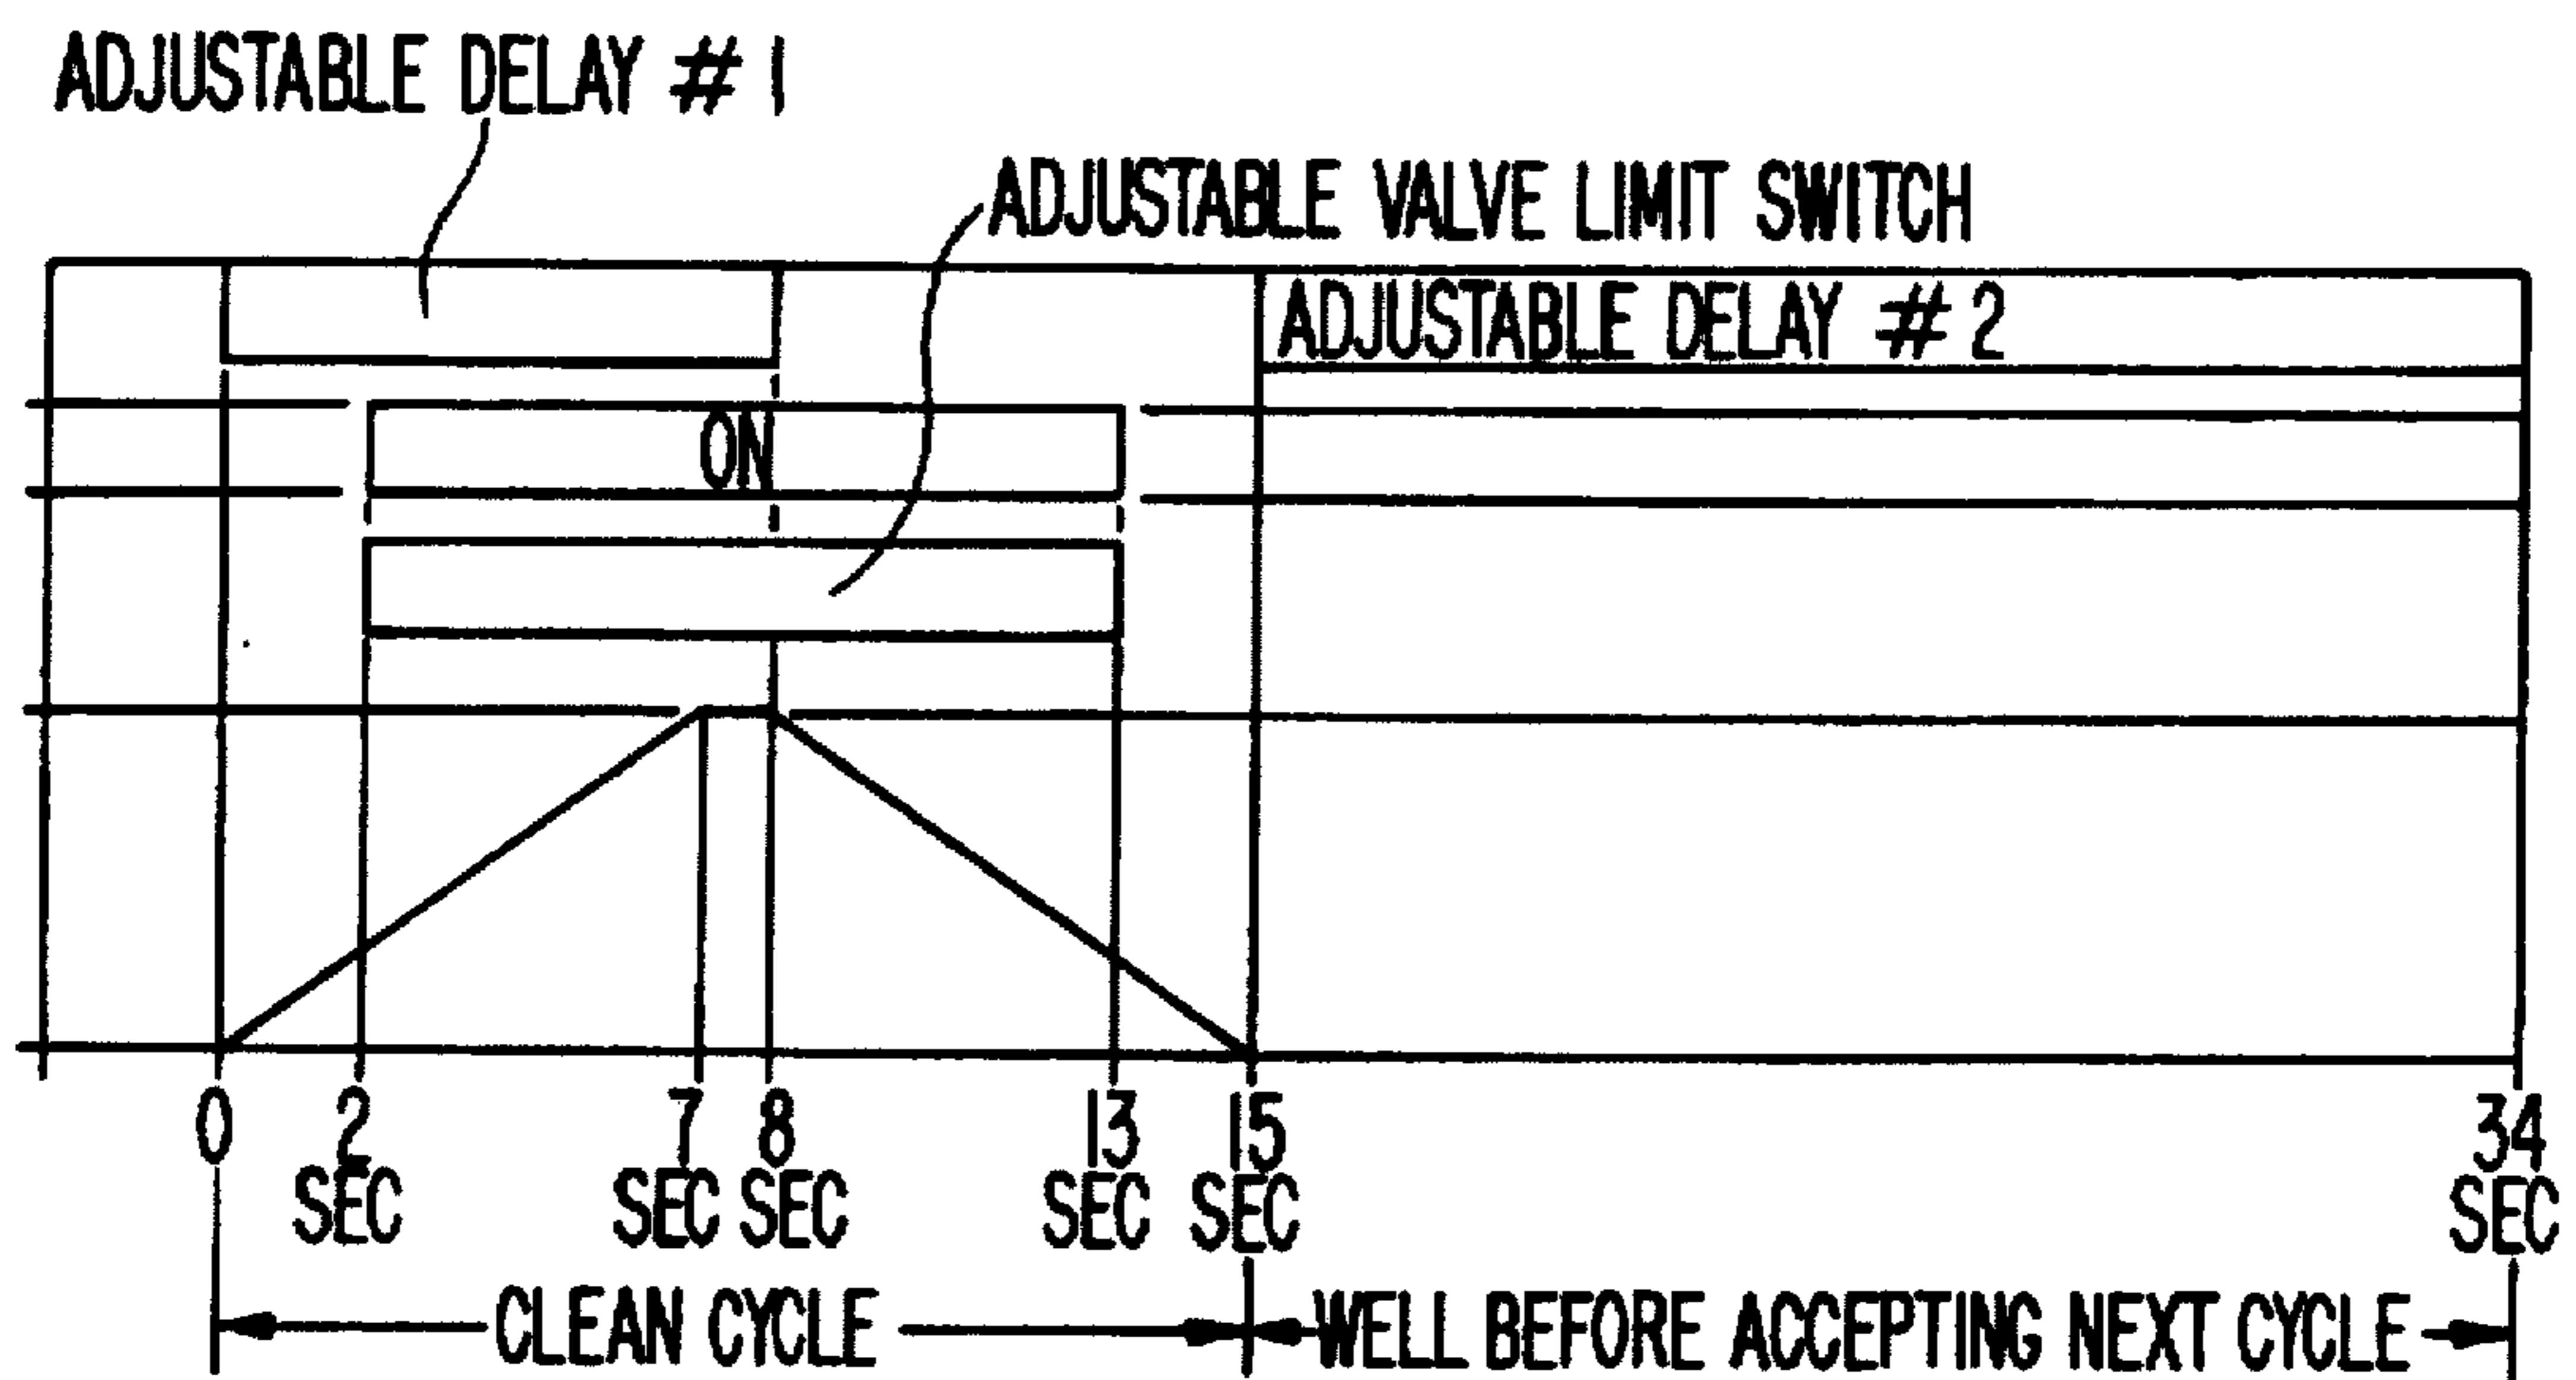 ADJUSTABLE DELAY # 1
ADJUSTABLE VALVE LIMIT SWITCH
ADJUSTABLE DELAY # 2
ON
0 2 7 8 13 15 34
SEC SEC SEC SEC SEC SEC
CLEAN CYCLE WELL BEFORE ACCEPTING NEXT CYCLE